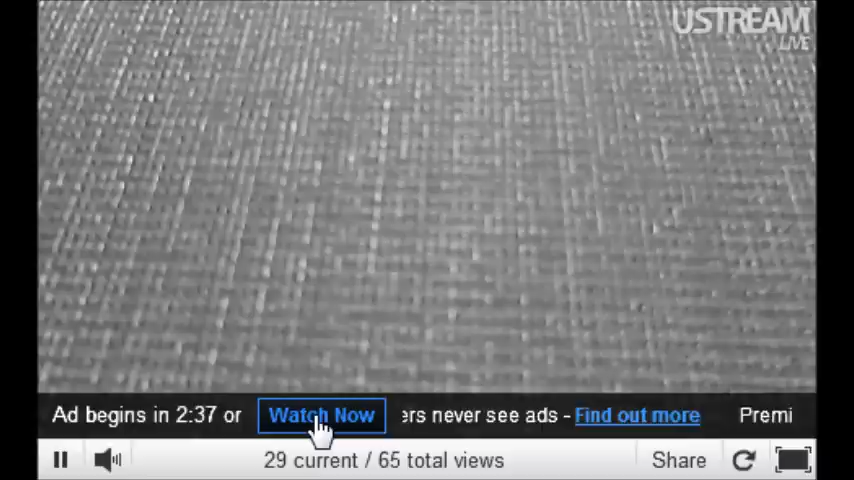 USTREAM
LIVE
Ad begins in 2:37 or Watch Now ers never see ads - Find out more Premi
29 current / 65 total views Share